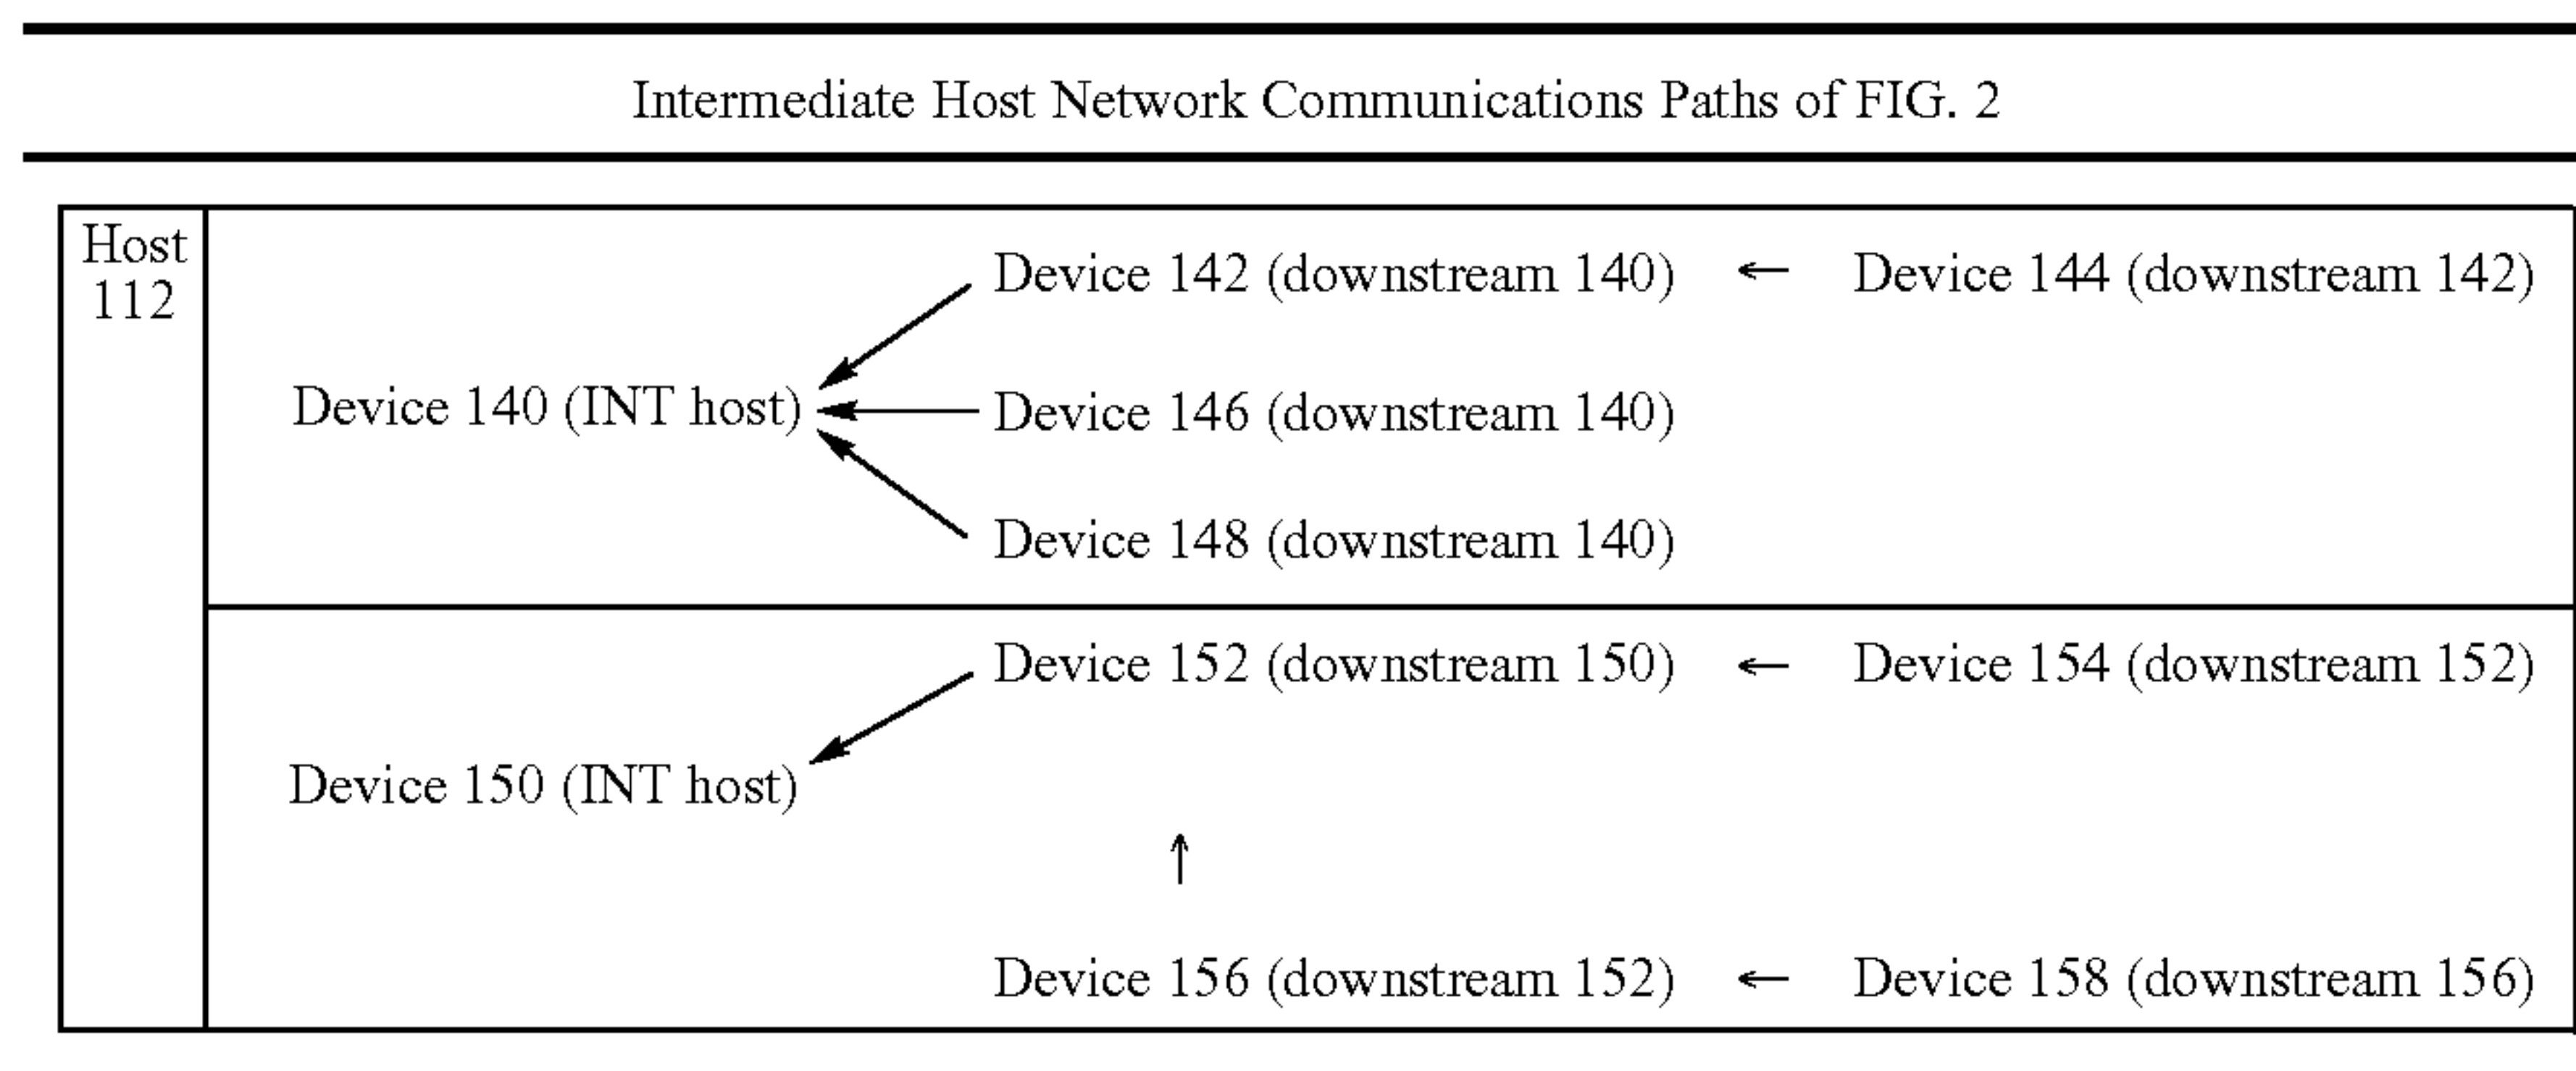 Intermediate Host Network Communications Paths of FIG. 2
Host
112
Device 142 (downstream 140) ← Device 144 (downstream 142)
Device 140 (INT host)
Device 146 (downstream 140)
Device 148 (downstream 140)
Device 152 (downstream 150) ← Device 154 (downstream 152)
Device 150 (INT host)
↑
Device 156 (downstream 152) ← Device 158 (downstream 156)